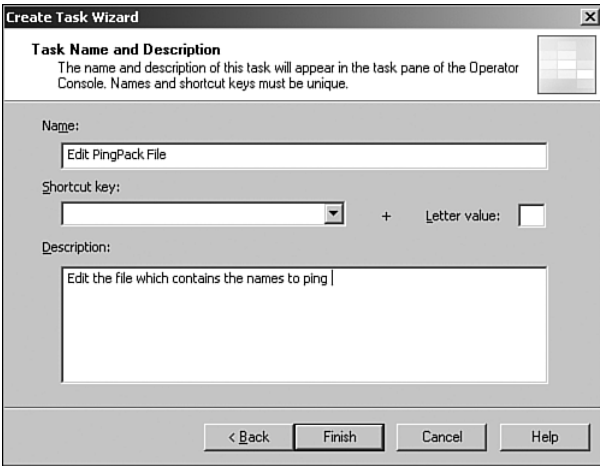 Create Task Wizard
Task Name and Description
The name and description of this task will appear in the task pane of the Operator
Console. Names and shortcut keys must be unique.
Name:
Edit PingPack File
Shortcut key:
+ Letter value:
Description:
Edit the file which contains the names to ping
< Back Finish Cancel Help